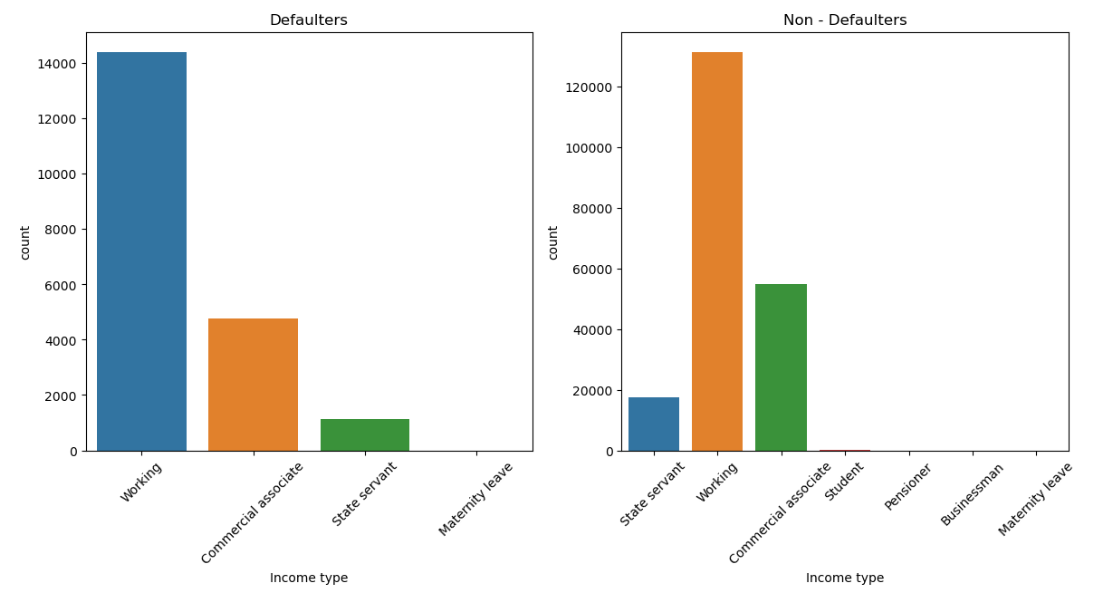 Defaulters
count
14000
12000
10000
8000
6000
4000
2000
0
Working
Commercial associate
State servant
Maternity leave
Income type
Non - Defaulters
count
120000
100000
80000
60000
40000
20000
0
State servant
Working
Commercial associate
Student
Pensioner
Businessman
Maternity leave
Income type